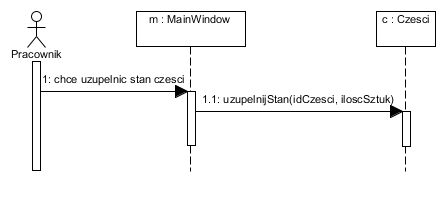 m : MainWindow
c : Czesci
Pracownik
1: chce uzupelnic stan czesci
1.1: uzupelnijStan(idCzesci, iloscSztuk)